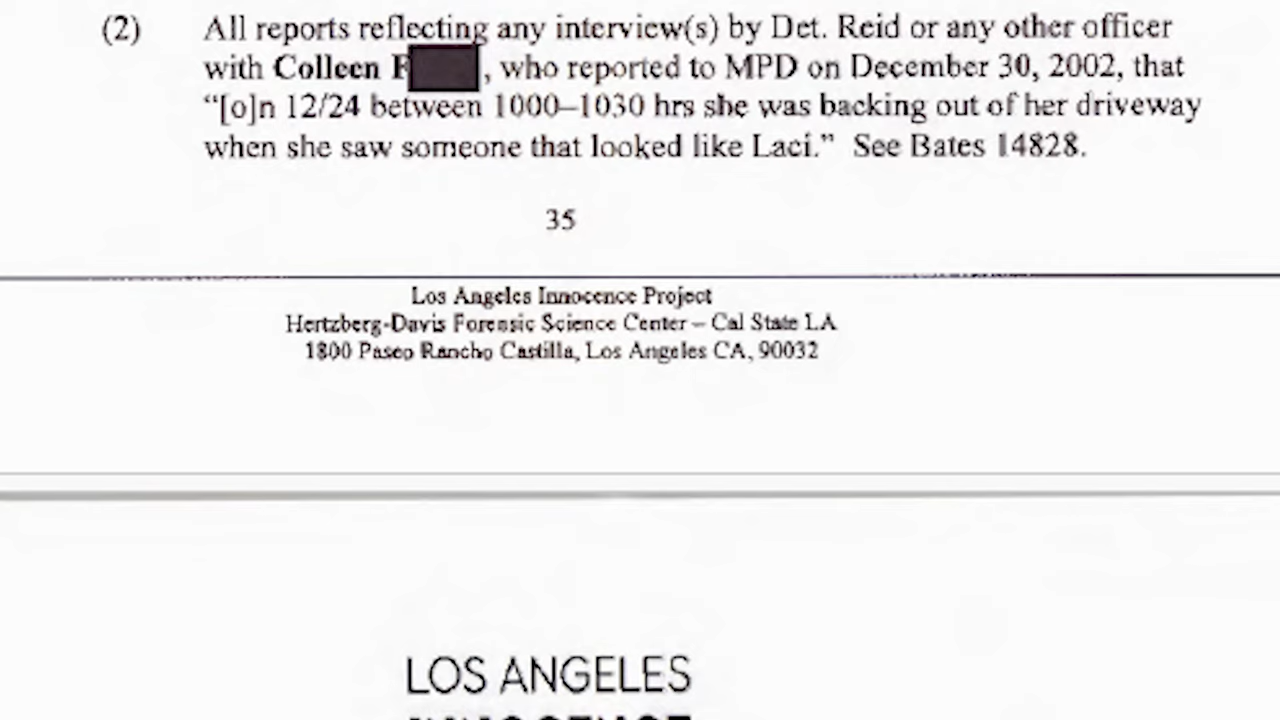 (2) All reports reflecting any interview(s) by Det. Reid or any other officer
with Colleen F , who reported to MPD on December 30, 2002, that
“[o]n 12/24 between 1000–1030 hrs she was backing out of her driveway
when she saw someone that looked like Laci.” See Bates 14828.
35
Los Angeles Innocence Project
Hertzberg-Davis Forensic Science Center – Cal State LA
1800 Paseo Rancho Castilla, Los Angeles CA, 90032
LOS ANGELES